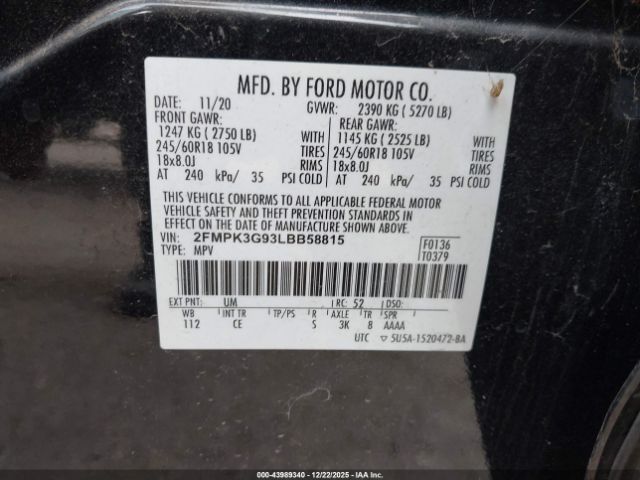 MFD. BY FORD MOTOR CO.
DATE: 11/20 GVWR: 2390 KG ( 5270 LB)
FRONT GAWR: REAR GAWR:
1247 KG ( 2750 LB) WITH 1145 KG ( 2525 LB) WITH
245/60R18 105V TIRES 245/60R18 105V TIRES
18x8.0J RIMS 18x8.0J RIMS
AT 240 kPa/ 35 PSI COLD AT 240 kPa/ 35 PSI COLD
THIS VEHICLE CONFORMS TO ALL APPLICABLE FEDERAL MOTOR
VEHICLE SAFETY AND THEFT PREVENTION STANDARDS IN
EFFECT ON THE DATE OF MANUFACTURE SHOWN ABOVE.
VIN: 2FMPK3G93LBB58815 F0136
TYPE: MPV T0379
EXT PNT: UM RC: 52 DSO:
WB INT TR TP/PS R AXLE TR SPR
112 CE S 3K 8 AAAA
UTC ▽ 5U5A-1520472-BA
© 00-43989340 - 12/22/2025 - IAA Holdings, LLC